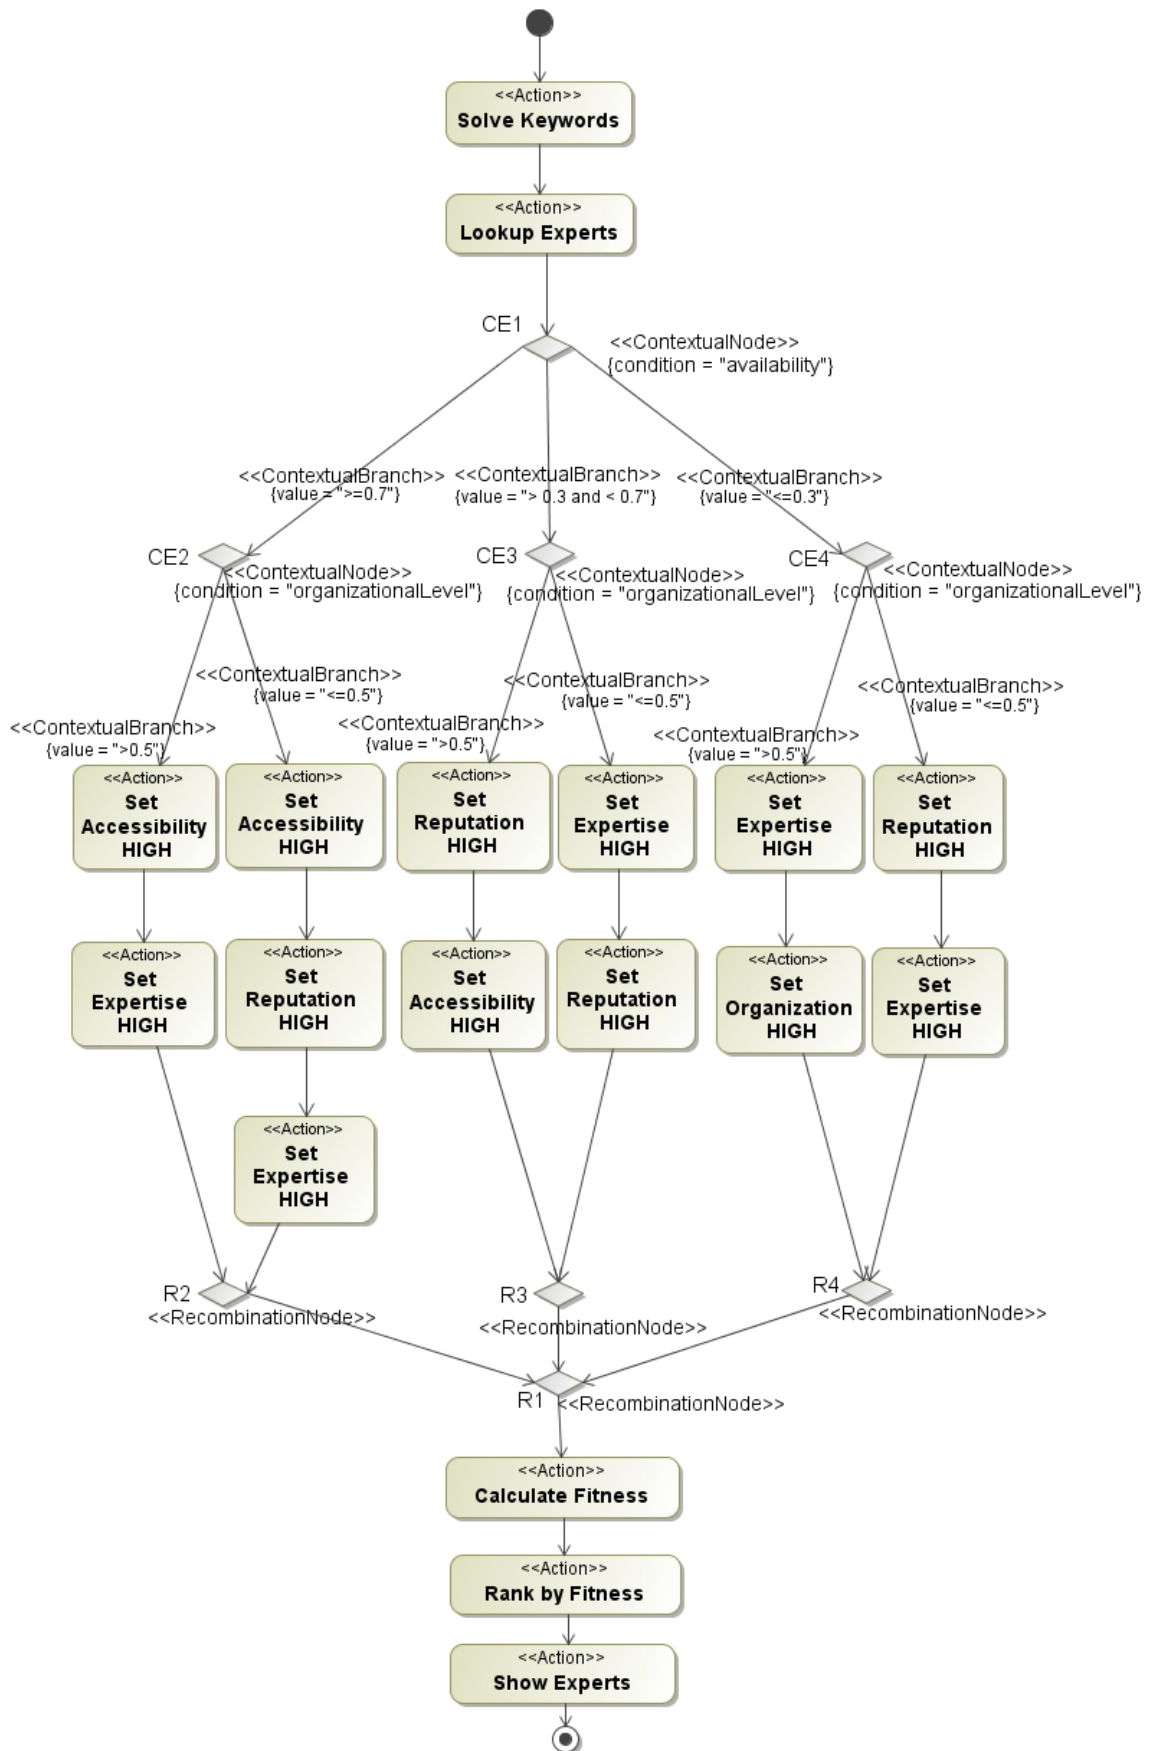 <<Action>>
Solve Keywords
<<Action>>
Lookup Experts
CE1
<<ContextualNode>>
{condition = "availability"}
<<ContextualBranch>>
{value = ">=0.7"}
<<ContextualBranch>>
{value = "> 0.3 and < 0.7"}
<<ContextualBranch>>
{value = "<=0.3"}
CE2
<<ContextualNode>>
{condition = "organizationalLevel"}
CE3
<<ContextualNode>>
{condition = "organizationalLevel"}
CE4
<<ContextualNode>>
{condition = "organizationalLevel"}
<<ContextualBranch>>
{value = ">0.5"}
<<ContextualBranch>>
{value = "<=0.5"}
<<ContextualBranch>>
{value = ">0.5"}
<<ContextualBranch>>
{value = "<=0.5"}
<<ContextualBranch>>
{value = ">0.5"}
<<ContextualBranch>>
{value = "<=0.5"}
<<Action>>
Set
Accessibility
HIGH
<<Action>>
Set
Accessibility
HIGH
<<Action>>
Set
Reputation
HIGH
<<Action>>
Set
Expertise
HIGH
<<Action>>
Set
Expertise
HIGH
<<Action>>
Set
Reputation
HIGH
<<Action>>
Set
Expertise
HIGH
<<Action>>
Set
Reputation
HIGH
<<Action>>
Set
Accessibility
HIGH
<<Action>>
Set
Reputation
HIGH
<<Action>>
Set
Organization
HIGH
<<Action>>
Set
Expertise
HIGH
<<Action>>
Set
Expertise
HIGH
R2
<<RecombinationNode>>
R3
<<RecombinationNode>>
R4
<<RecombinationNode>>
R1
<<RecombinationNode>>
<<Action>>
Calculate Fitness
<<Action>>
Rank by Fitness
<<Action>>
Show Experts